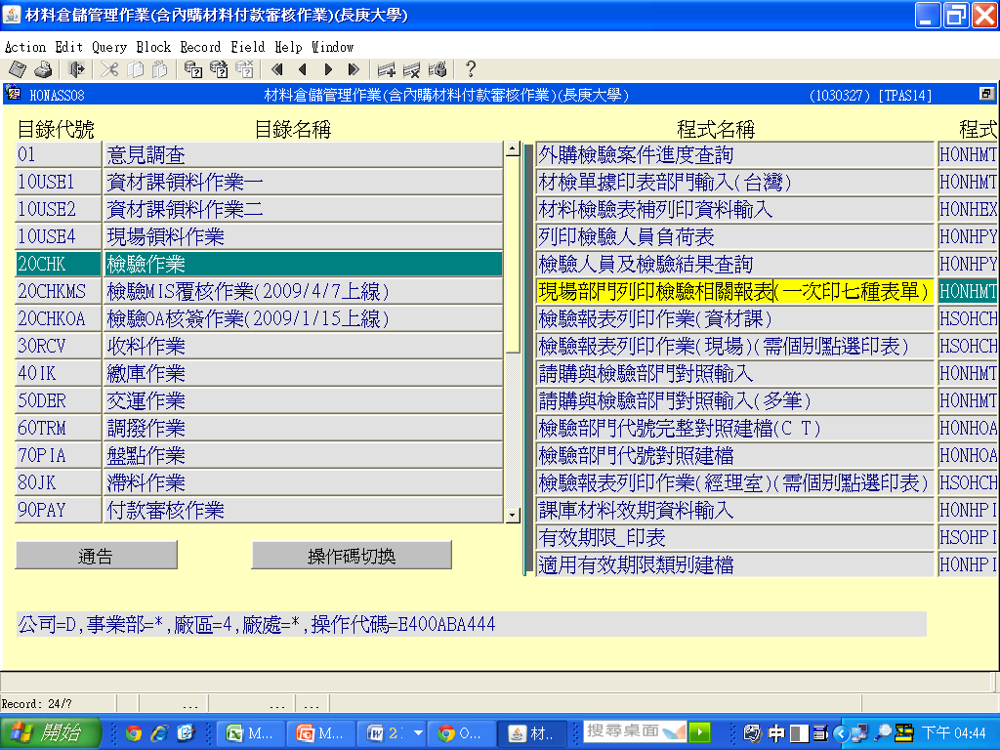 材料倉儲管理作業(含內購材料付款審核作業)(長庚大學)
Action Edit Query Block Record Field Help Window
HONASS08 材料倉儲管理作業(含內購材料付款審核作業)(長庚大學) (1030327) [TPAS14]
目錄代號 目錄名稱 程式名稱 程式
01 意見調查 外購檢驗案件進度查詢 HONHMT
10USE1 資材課領料作業一 材檢單據印表部門輸入(台灣) HONHMT
10USE2 資材課領料作業二 材料檢驗表補列印資料輸入 HONHEX
10USE4 現場領料作業 列印檢驗人員負荷表 HONHPY
20CHK 檢驗作業 檢驗人員及檢驗結果查詢 HONHPY
20CHKMS 檢驗MIS覆核作業(2009/4/7上線) 現場部門列印檢驗相關報表(一次印七種表單) HONHMT
20CHKOA 檢驗OA核簽作業(2009/1/15上線) 檢驗報表列印作業(資材課) HSOHCH
30RCV 收料作業 檢驗報表列印作業(現場)(需個別點選印表) HSOHCH
40IK 繳庫作業 請購與檢驗部門對照輸入 HONHMT
50DER 交運作業 請購與檢驗部門對照輸入(多筆) HONHMT
60TRM 調撥作業 檢驗部門代號完整對照建檔(C T) HONHOA
70PIA 盤點作業 檢驗部門代號對照建檔 HONHOA
80JK 滯料作業 檢驗報表列印作業(經理室)(需個別點選印表) HSOHCH
90PAY 付款審核作業 課庫材料效期資料輸入 HONHPI
有效期限_印表 HSOHPI
通告 操作碼切換 適用有效期限類別建檔 HONHPI
公司=D,事業部=*,廠區=4,廠處=*,操作代碼=E400ABA444
Record: 24/? ... ... ...
開始 M... M... 2 O... 材.. 搜尋桌面 中 下午 04:44